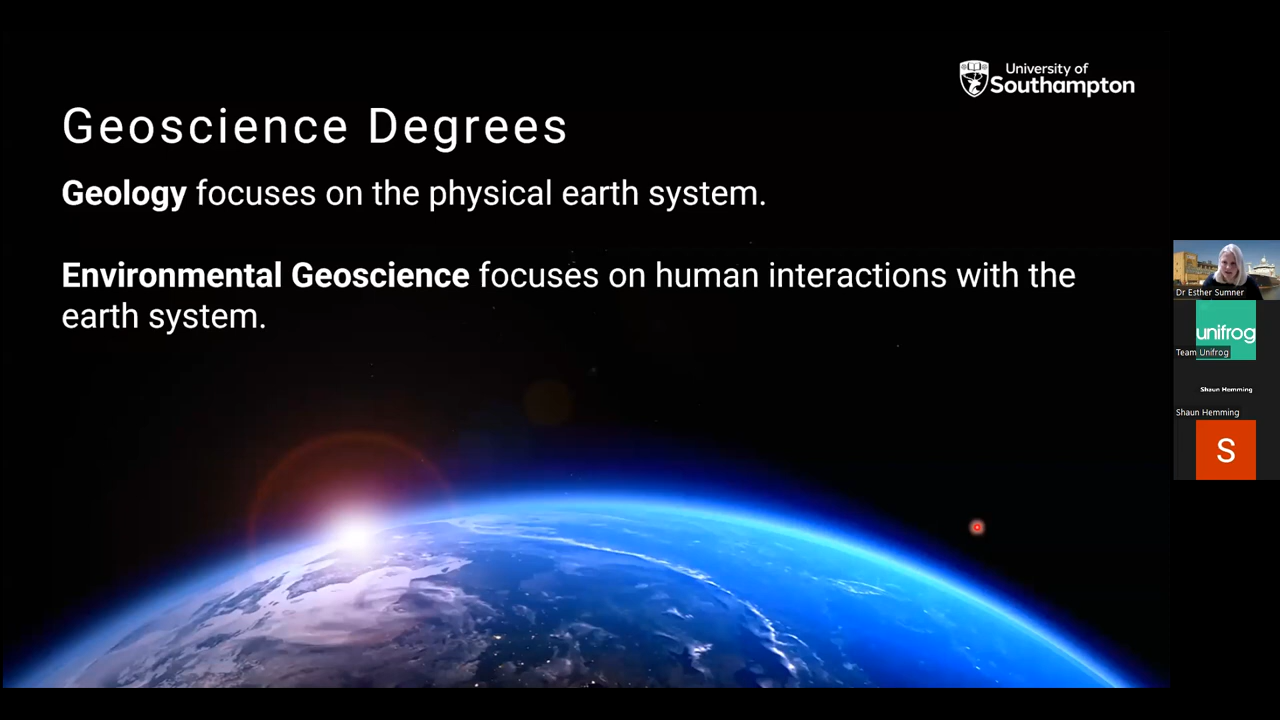 University of
Southampton
Geoscience Degrees
Geology focuses on the physical earth system.
Environmental Geoscience focuses on human interactions with the
earth system.
Dr Esther Sumner
unifrog
Team Unifrog
Shaun Hemming
Shaun Hemming
S